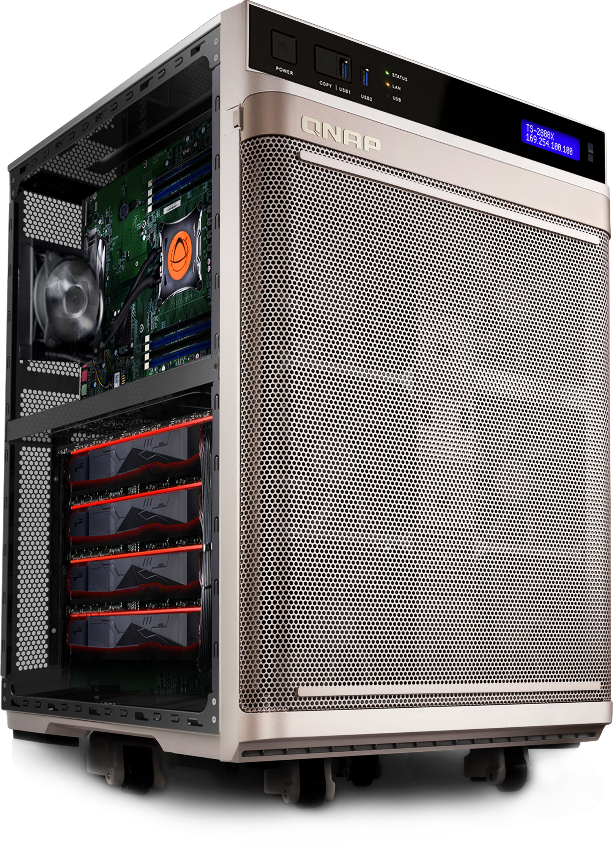 POWER
COPY | USB1
USB2
STATUS
LAN
USB
TS-2888X
169.254.100.100
QNAP